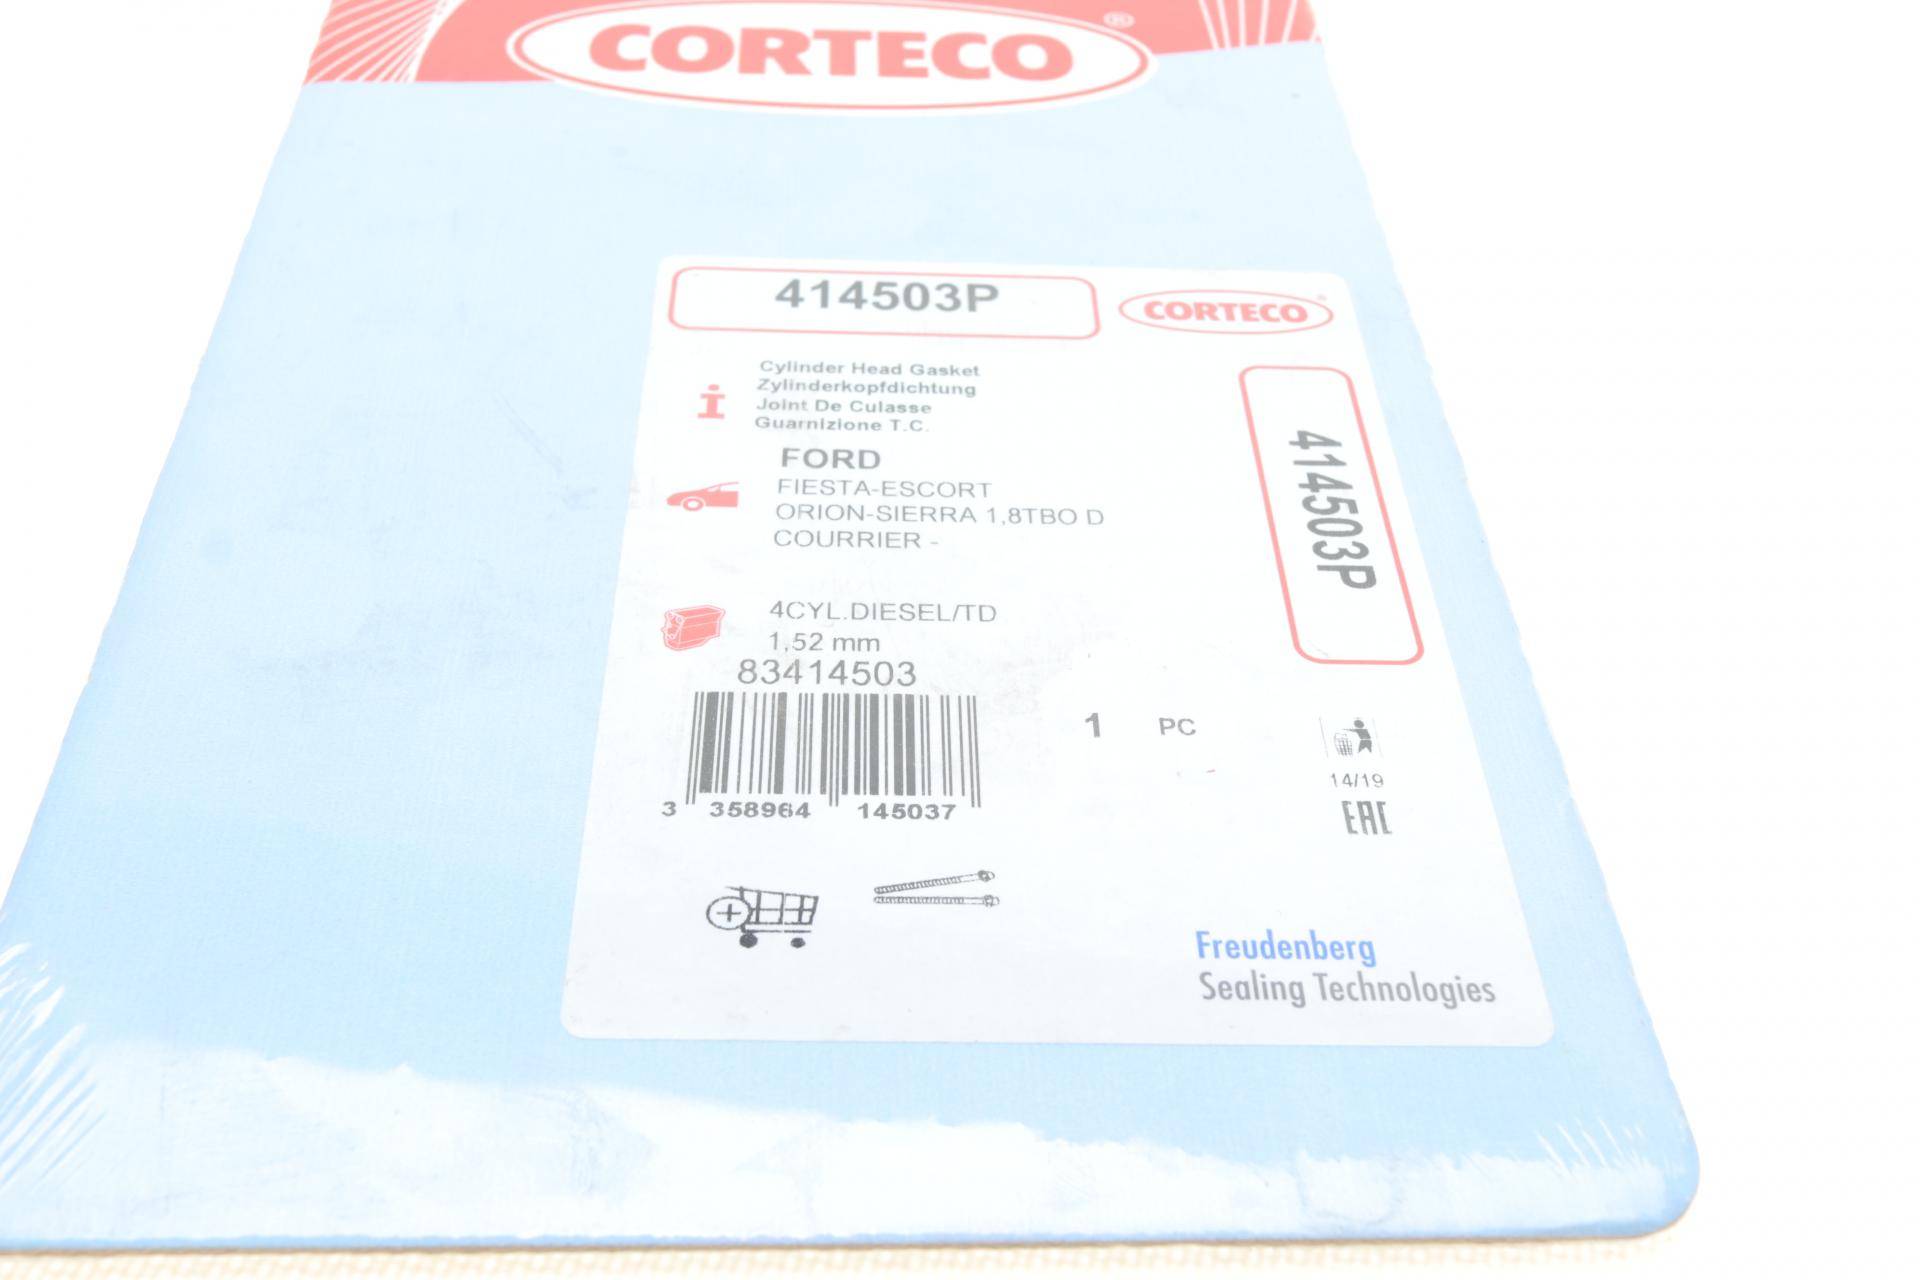 CORTECO®
414503P
CORTECO
Cylinder Head Gasket
Zylinderkopfdichtung
Joint De Culasse
Guarnizione T.C.
414503P
FORD
FIESTA-ESCORT
ORION-SIERRA 1,8TBO D
COURRIER -
4CYL.DIESEL/TD
1,52 mm
83414503
1 PC
3 358964 145037
14/19
EAC
Freudenberg
Sealing Technologies